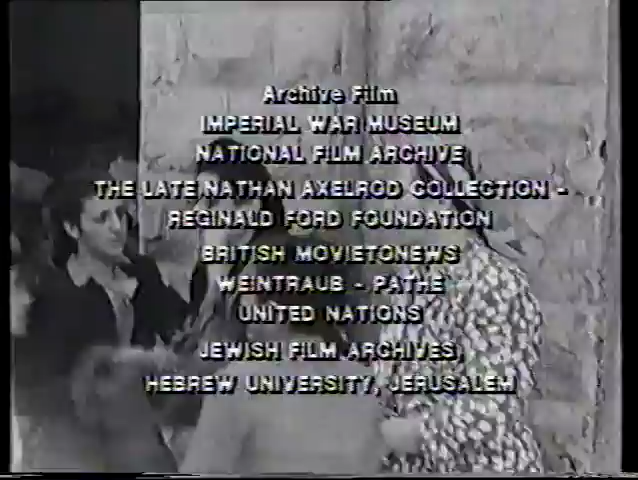 Archive Film
IMPERIAL WAR MUSEUM
NATIONAL FILM ARCHIVE
THE LATE NATHAN AXELROD COLLECTION -
REGINALD FORD FOUNDATION
BRITISH MOVIETONEWS
WEINTRAUB - PATHE
UNITED NATIONS
JEWISH FILM ARCHIVES,
HEBREW UNIVERSITY, JERUSALEM